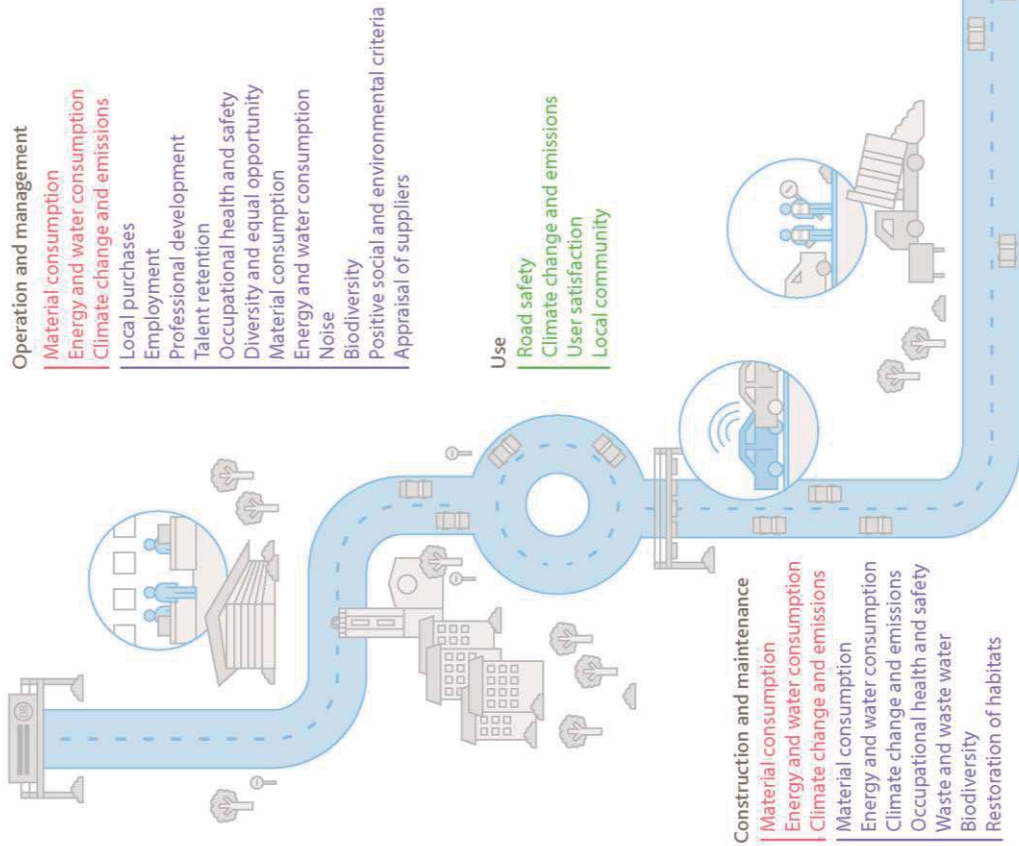 Operation and management
Material consumption
Energy and water consumption
Climate change and emissions
Local purchases
Employment
Professional development
Talent retention
Occupational health and safety
Diversity and equal opportunity
Material consumption
Energy and water consumption
Noise
Biodiversity
Positive social and environmental criteria
Appraisal of suppliers
Use
Road safety
Climate change and emissions
User satisfaction
Local community
Construction and maintenance
Material consumption
Energy and water consumption
Climate change and emissions
Material consumption
Energy and water consumption
Climate change and emissions
Occupational health and safety
Waste and waste water
Biodiversity
Restoration of habitats